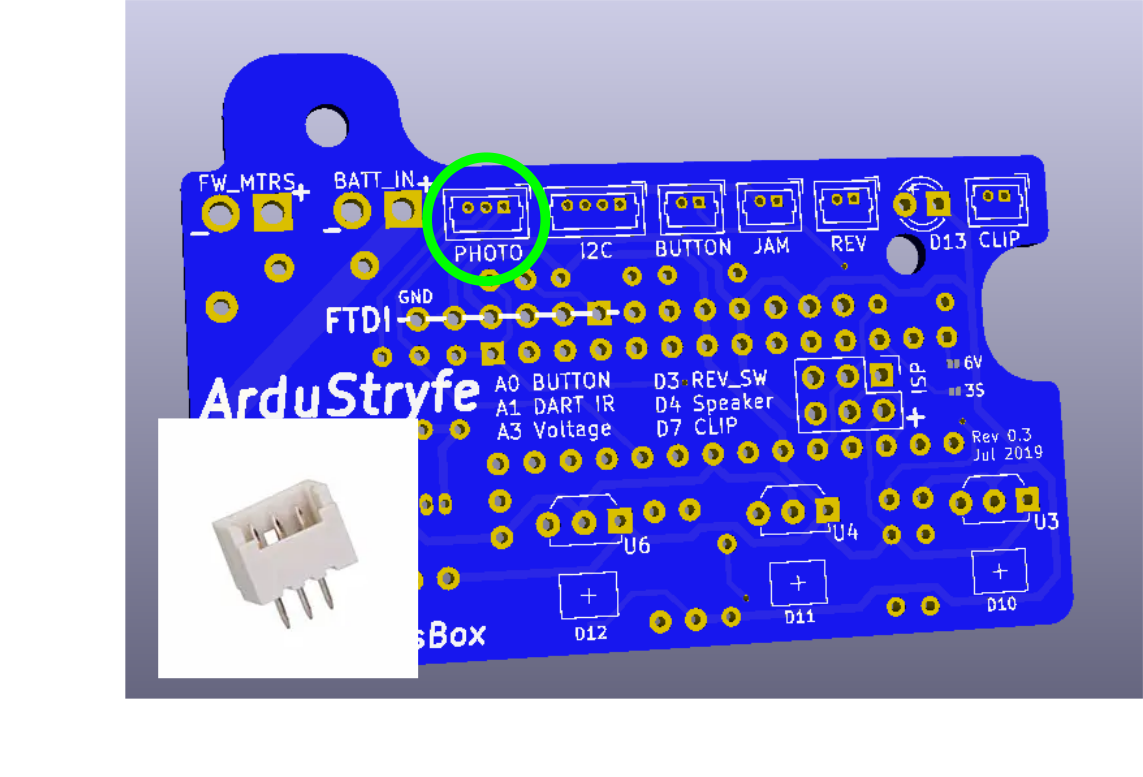 FW_MTRS + BATT_IN +
- -
PHOTO I2C BUTTON JAM REV D13 CLIP
GND
FTDI
6V
ISP
3S
ArduStryfe
A0 BUTTON D3 REV_SW
A1 DART IR D4 Speaker
A3 Voltage D7 CLIP
+
Rev 0.3
Jul 2019
U6 U4 U3
D12 D11 D10
sBox